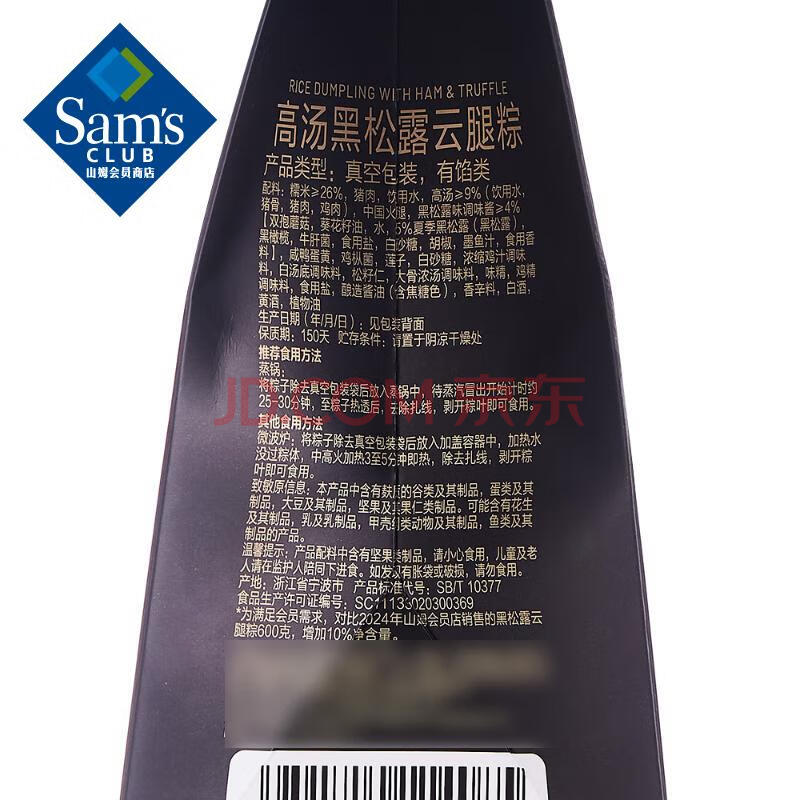 Sam's
CLUB
山姆会员商店
RICE DUMPLING WITH HAM & TRUFFLE
高汤黑松露云腿粽
产品类型：真空包装，有馅类
配料：糯米≥26%，猪肉，饮用水，高汤≥9%（饮用水，
猪骨，猪肉，鸡肉），中国火腿，黑松露味调味酱≥4%
【双孢蘑菇，葵花籽油，水，5%夏季黑松露（黑松露），
黑橄榄，牛肝菌，食用盐，白砂糖，胡椒，墨鱼汁，食用香
料】，咸鸭蛋黄，鸡枞菌，莲子，白砂糖，浓缩鸡汁调味
料，白汤底调味料，松籽仁，大骨浓汤调味料，味精，鸡精
调味料，食用盐，酿造酱油（含焦糖色），香辛料，白酒，
黄酒，植物油
生产日期（年/月/日）：见包装背面
保质期：150天 贮存条件：请置于阴凉干燥处
推荐食用方法
蒸锅：
将粽子除去真空包装袋后放入蒸锅中，待蒸汽冒出开始计时约
25-30分钟，至粽子热透后，去除扎线，剥开粽叶即可食用。
其他食用方法
微波炉：将粽子除去真空包装袋后放入加盖容器中，加热水
没过粽体，中高火加热3至5分钟即热，除去扎线，剥开粽
叶即可食用。
致敏原信息：本产品中含有麸质的谷类及其制品，蛋类及其
制品，大豆及其制品，坚果及其果仁类制品。可能含有花生
及其制品，乳及乳制品，甲壳纲类动物及其制品，鱼类及其
制品的产品。
温馨提示：产品配料中含有坚果类制品，请小心食用，儿童及老
人请在监护人陪同下进食。如发现有胀袋或破损，请勿食用。
产地：浙江省宁波市 产品标准代号：SB/T 10377
食品生产许可证编号：SC11133020300369
*为满足会员需求，对比2024年山姆会员店销售的黑松露云
腿粽600克，增加10%净含量。
JD.COM 京东